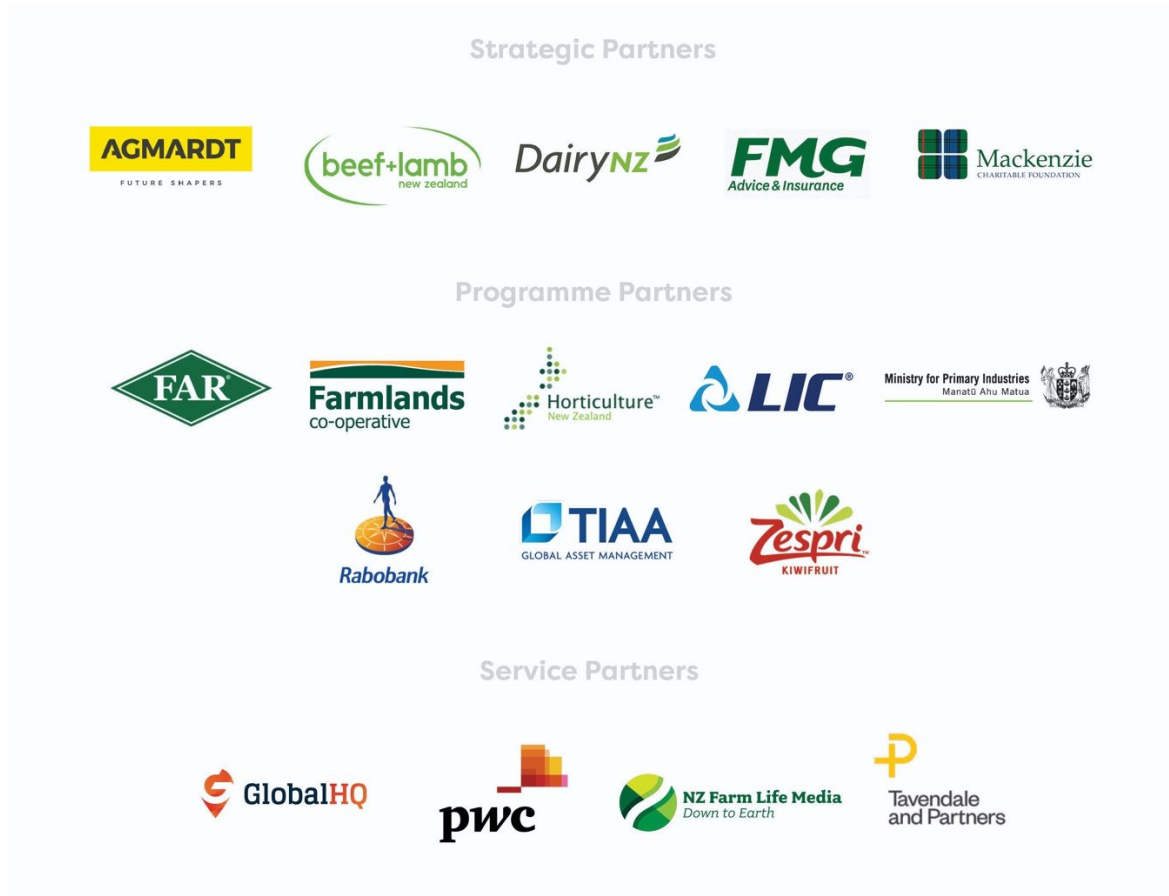 Strategic Partners
AGMARDT
FUTURE SHAPERS
beef+lamb
new zealand
DairyNZ
FMG
Advice & Insurance
Mackenzie
CHARITABLE FOUNDATION
Programme Partners
FAR®
Farmlands
co-operative
Horticulture™
New Zealand
LIC®
Ministry for Primary Industries
Manatū Ahu Matua
Rabobank
TIAA
GLOBAL ASSET MANAGEMENT
Zespri™
KIWIFRUIT
Service Partners
GlobalHQ
pwc
NZ Farm Life Media
Down to Earth
Tavendale
and Partners